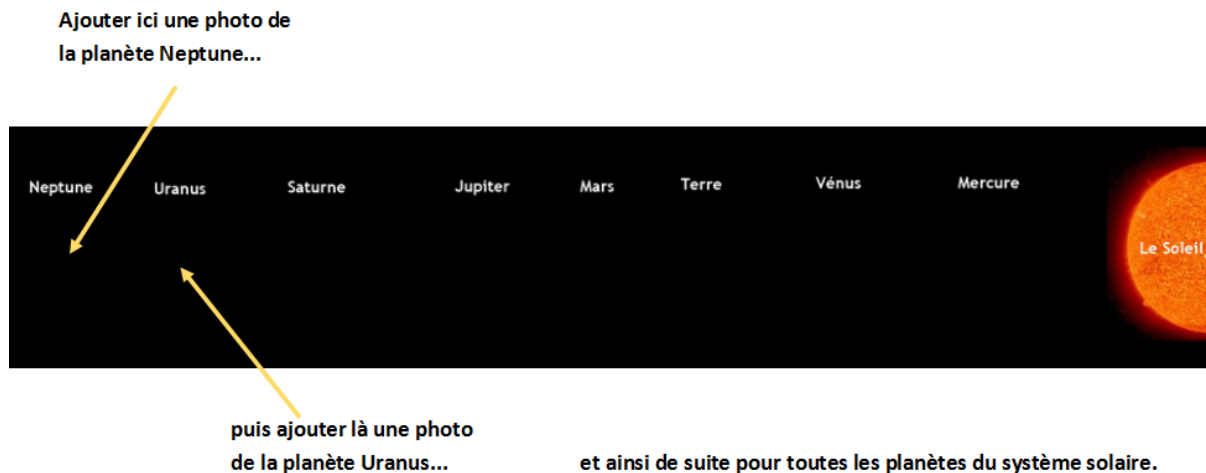 Ajouter ici une photo de
la planète Neptune...
Neptune
Uranus
Saturne
Jupiter
Mars
Terre
Vénus
Mercure
Le Soleil
puis ajouter là une photo
de la planète Uranus...
et ainsi de suite pour toutes les planètes du système solaire.